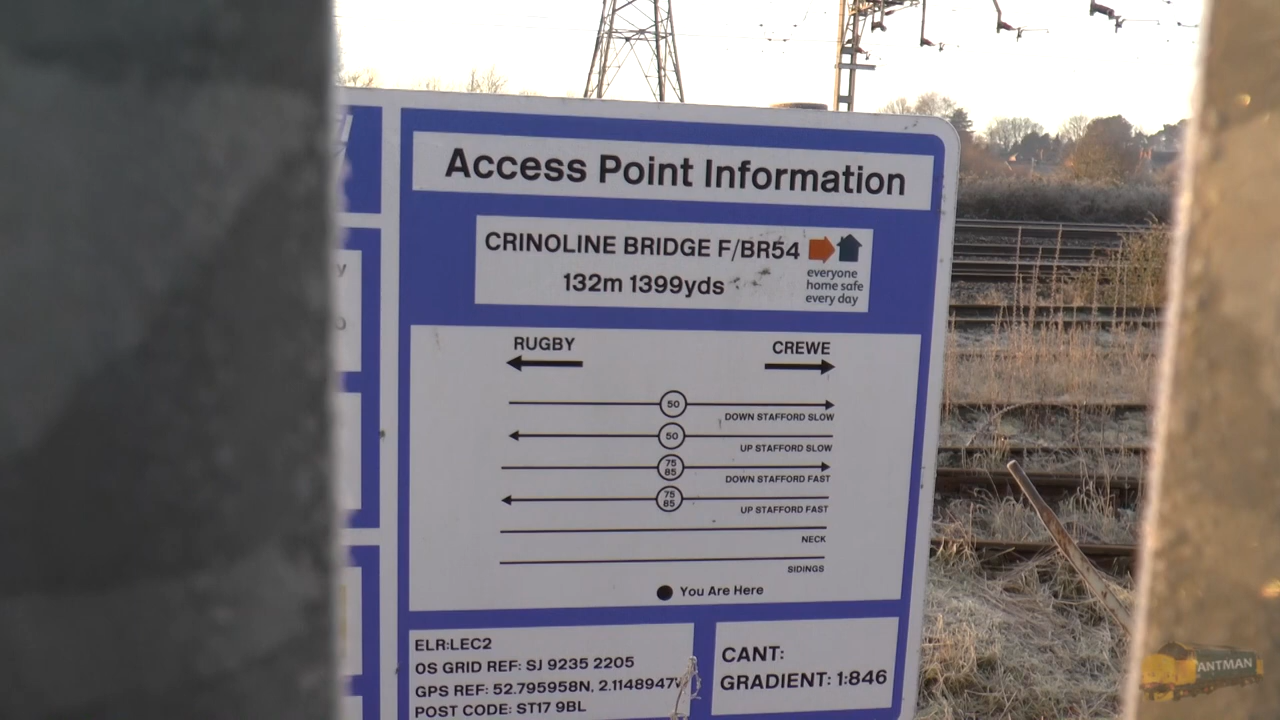 Access Point Information
CRINOLINE BRIDGE F/BR54
132m 1399yds
everyone
home safe
every day
RUGBY
CREWE
50
DOWN STAFFORD SLOW
50
UP STAFFORD SLOW
75
85
DOWN STAFFORD FAST
75
85
UP STAFFORD FAST
NECK
SIDINGS
You Are Here
ELR:LEC2
OS GRID REF: SJ 9235 2205
GPS REF: 52.795958N, 2.1148947W
POST CODE: ST17 9BL
CANT:
GRADIENT: 1:846
ANTMAN